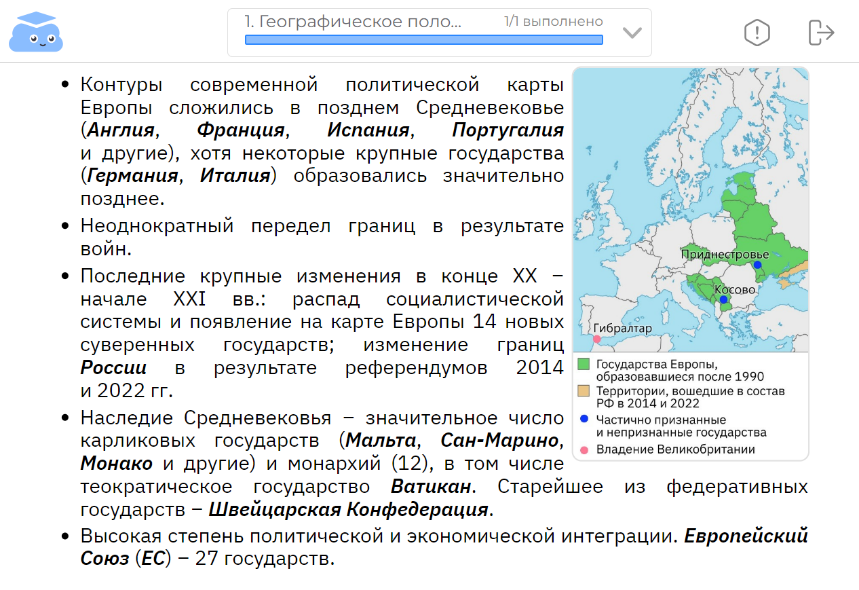 1. Географическое поло...
1/1 выполнено
• Контуры современной политической карты
Европы сложились в позднем Средневековье
(Англия, Франция, Испания, Португалия
и другие), хотя некоторые крупные государства
(Германия, Италия) образовались значительно
позднее.
• Неоднократный передел границ в результате
войн.
• Последние крупные изменения в конце XX –
начале XXI вв.: распад социалистической
системы и появление на карте Европы 14 новых
суверенных государств; изменение границ
России в результате референдумов 2014
и 2022 гг.
• Наследие Средневековья – значительное число
карликовых государств (Мальта, Сан-Марино,
Монако и другие) и монархий (12), в том числе
теократическое государство Ватикан. Старейшее из федеративных
государств – Швейцарская Конфедерация.
• Высокая степень политической и экономической интеграции. Европейский
Союз (ЕС) – 27 государств.
Приднестровье
Косово
Гибралтар
Государства Европы,
образовавшиеся после 1990
Территории, вошедшие в состав
РФ в 2014 и 2022
Частично признанные
и непризнанные государства
Владение Великобритании